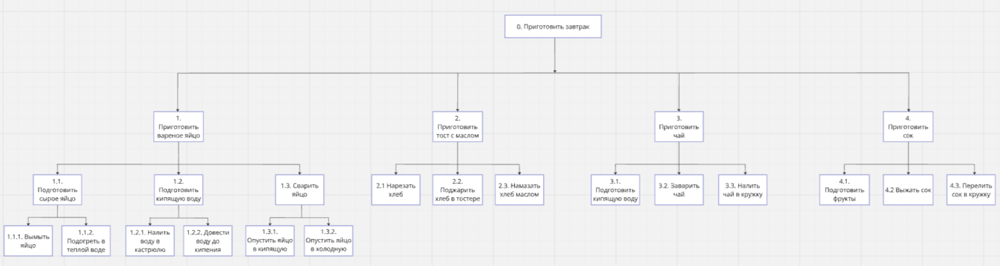 0. Приготовить завтрак
1.
Приготовить
вареное яйцо
2.
Приготовить
тост с маслом
3.
Приготовить
чай
4.
Приготовить
сок
1.1.
Подготовить
сырое яйцо
1.2.
Подготовить
кипящую воду
1.3. Сварить
яйцо
2.1 Нарезать
хлеб
2.2.
Поджарить
хлеб в тостере
2.3. Намазать
хлеб маслом
3.1.
Подготовить
кипящую воду
3.2. Заварить
чай
3.3. Налить
чай в кружку
4.1.
Подготовить
фрукты
4.2 Выжать сок
4.3. Перелить
сок в кружку
1.1.1. Вымыть
яйцо
1.1.2.
Подогреть в
теплой воде
1.2.1. Налить
воду в
кастрюлю
1.2.2. Довести
воду до
кипения
1.3.1.
Опустить яйцо
в кипящую
1.3.2.
Опустить яйцо
в холодную